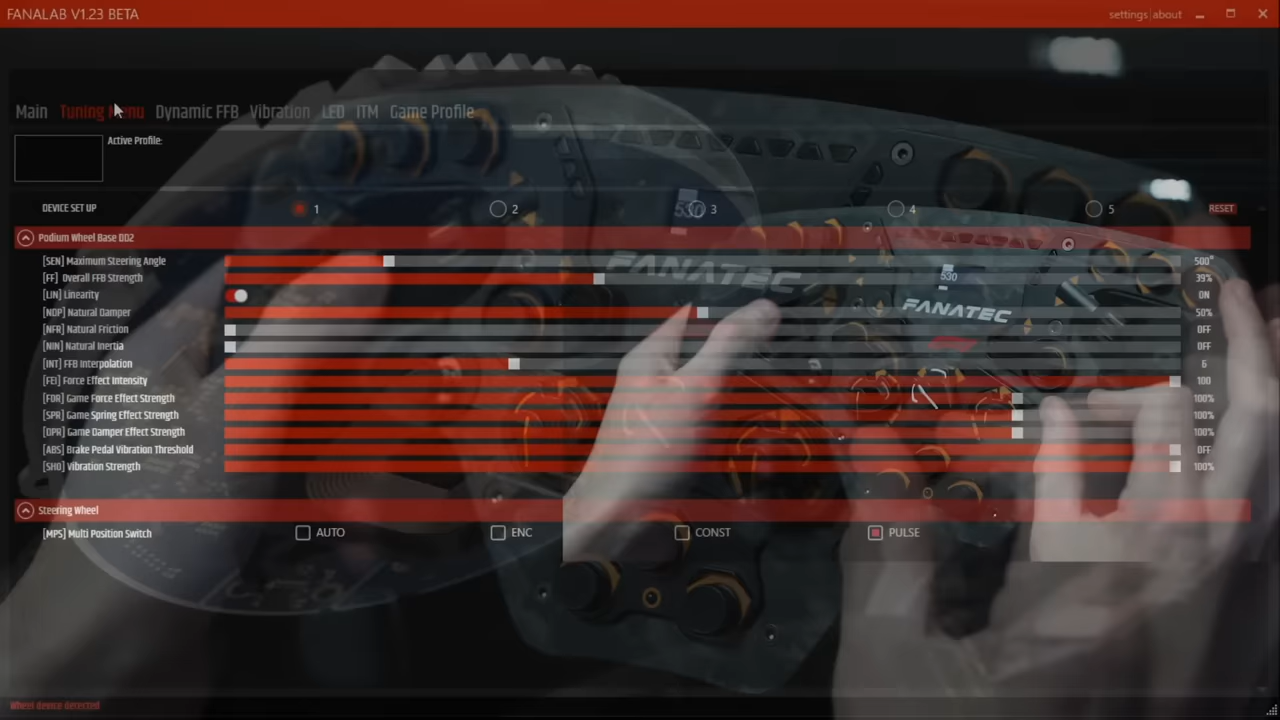 FANALAB V1.23 BETA
settings|about
Main Tuning Menu Dynamic FFB Vibration LED ITM Game Profile
Active Profile:
DEVICE SET UP 1 2 3 4 5 RESET
530
Podium Wheel Base DD2
[SEN] Maximum Steering Angle 500°
[FF] Overall FFB Strength 39%
[LIN] Linearity ON
[NDP] Natural Damper 50%
[NFR] Natural Friction OFF
[NIN] Natural Inertia OFF
[INT] FFB Interpolation 6
[FEI] Force Effect Intensity 100
[FOR] Game Force Effect Strength 100%
[SPR] Game Spring Effect Strength 100%
[DPR] Game Damper Effect Strength 100%
[ABS] Brake Pedal Vibration Threshold OFF
[SHO] Vibration Strength 100%
FANATEC
530
FANATEC
Steering Wheel
[MPS] Multi Position Switch AUTO ENC CONST PULSE
Wheel device detected